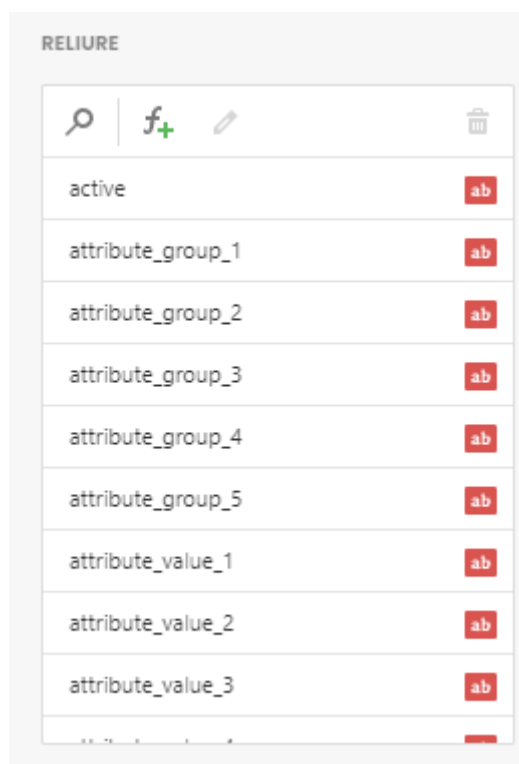 RELIURE
f+
active ab
attribute_group_1 ab
attribute_group_2 ab
attribute_group_3 ab
attribute_group_4 ab
attribute_group_5 ab
attribute_value_1 ab
attribute_value_2 ab
attribute_value_3 ab